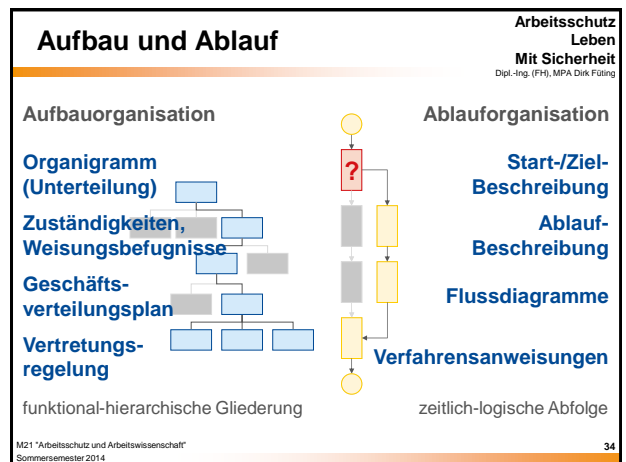 Aufbau und Ablauf
Arbeitsschutz
Leben
Mit Sicherheit
Dipl.-Ing. (FH), MPA Dirk Füting
Aufbauorganisation
Organigramm
(Unterteilung)
Zuständigkeiten,
Weisungsbefugnisse
Geschäfts-
verteilungsplan
Vertretungs-
regelung
funktional-hierarchische Gliederung
?
Ablauforganisation
Start-/Ziel-
Beschreibung
Ablauf-
Beschreibung
Flussdiagramme
Verfahrensanweisungen
zeitlich-logische Abfolge
M21 "Arbeitsschutz und Arbeitswissenschaft"
Sommersemester 2014
34